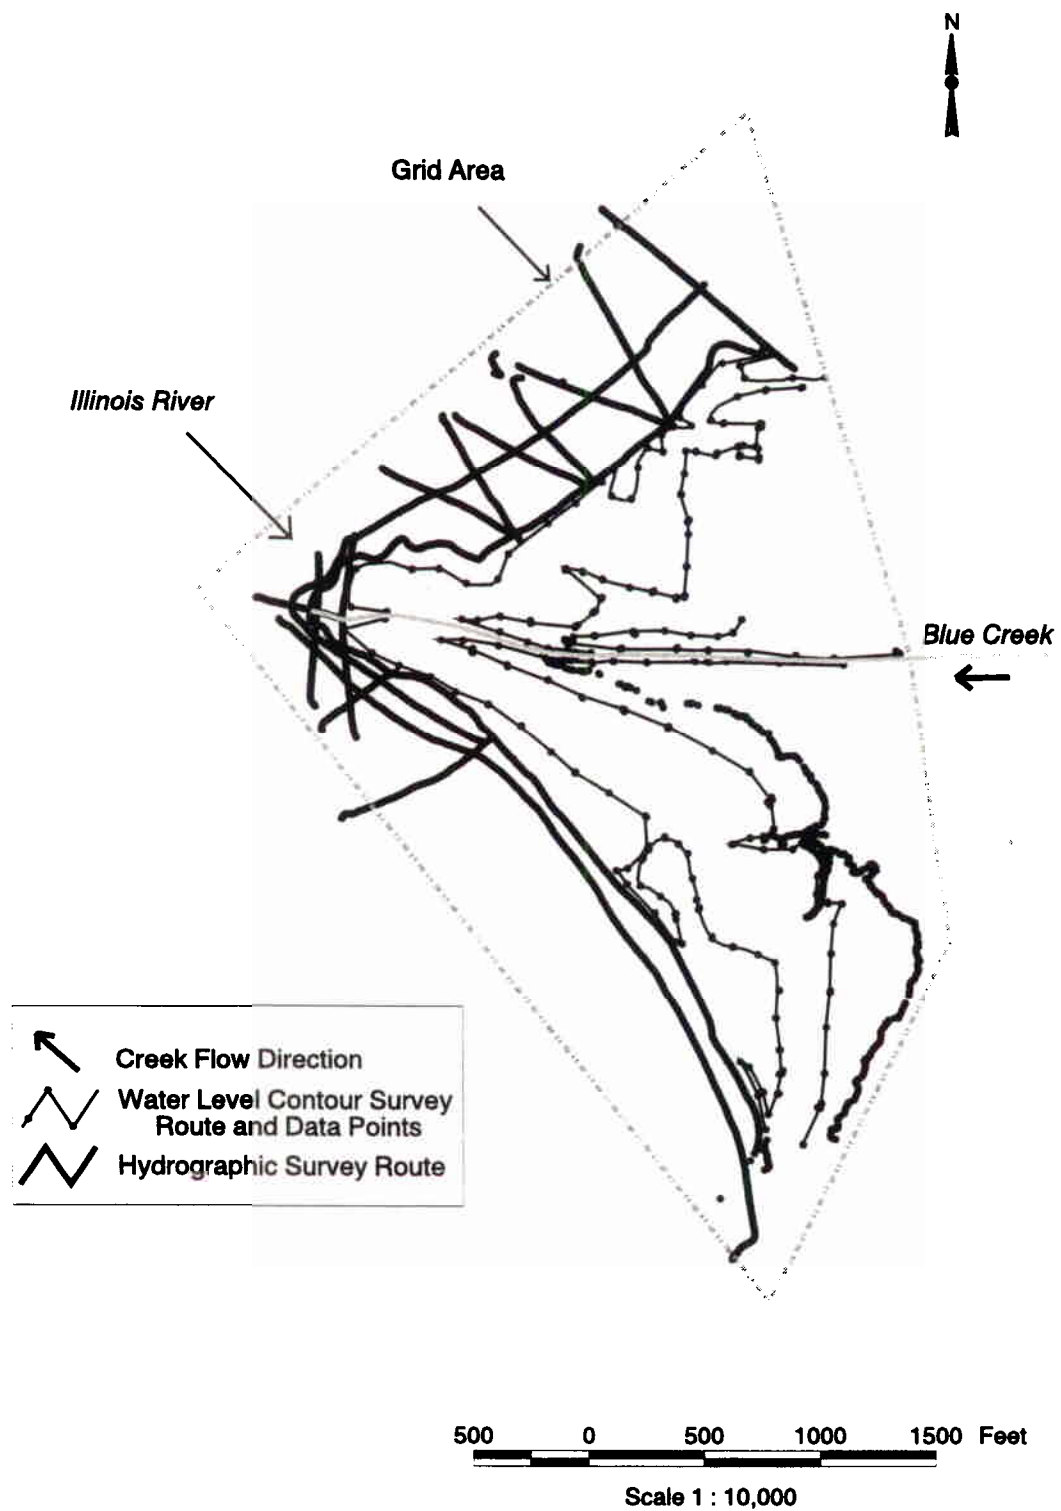 N
Grid Area
Illinois River
Blue Creek
Creek Flow Direction
Water Level Contour Survey
Route and Data Points
Hydrographic Survey Route
500 0 500 1000 1500 Feet
Scale 1 : 10,000